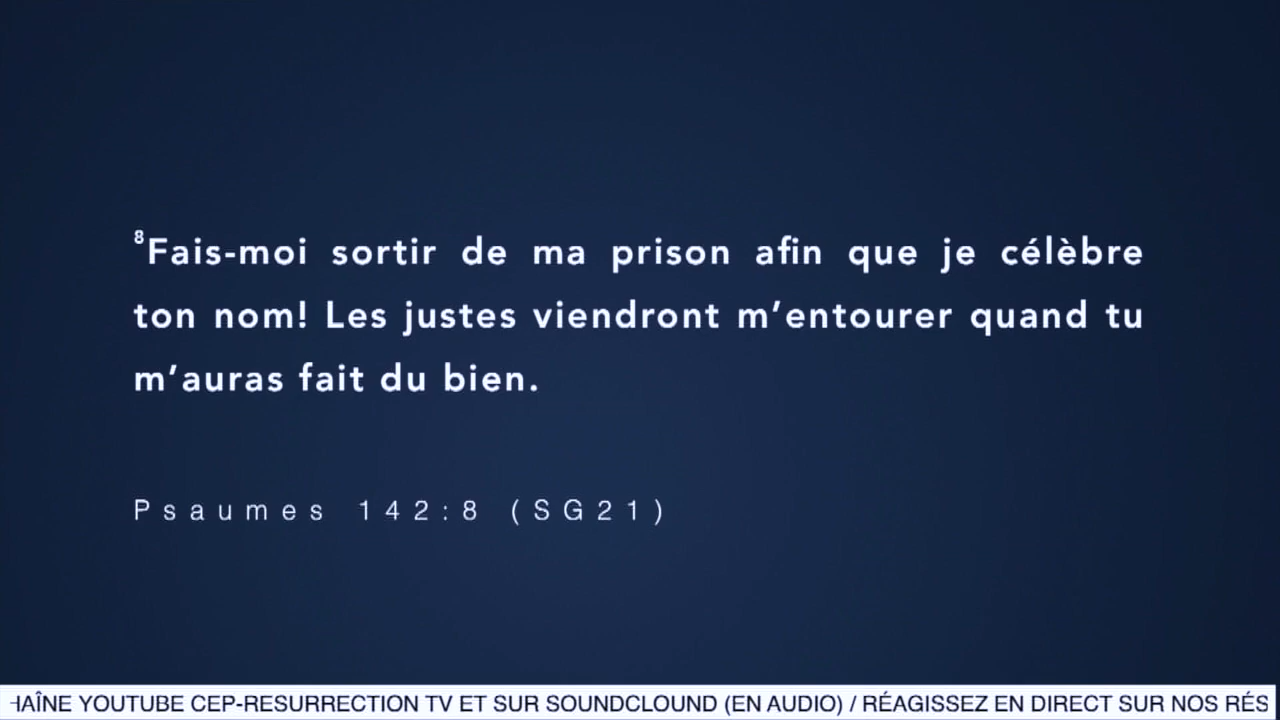 ⁸Fais-moi sortir de ma prison afin que je célèbre
ton nom! Les justes viendront m’entourer quand tu
m’auras fait du bien.
Psaumes 142:8 (SG21)
YOUTUBE CEP-RESURRECTION TV ET SUR SOUNDCLOUND (EN AUDIO) / RÉAGISSEZ EN DIRECT SUR NOS